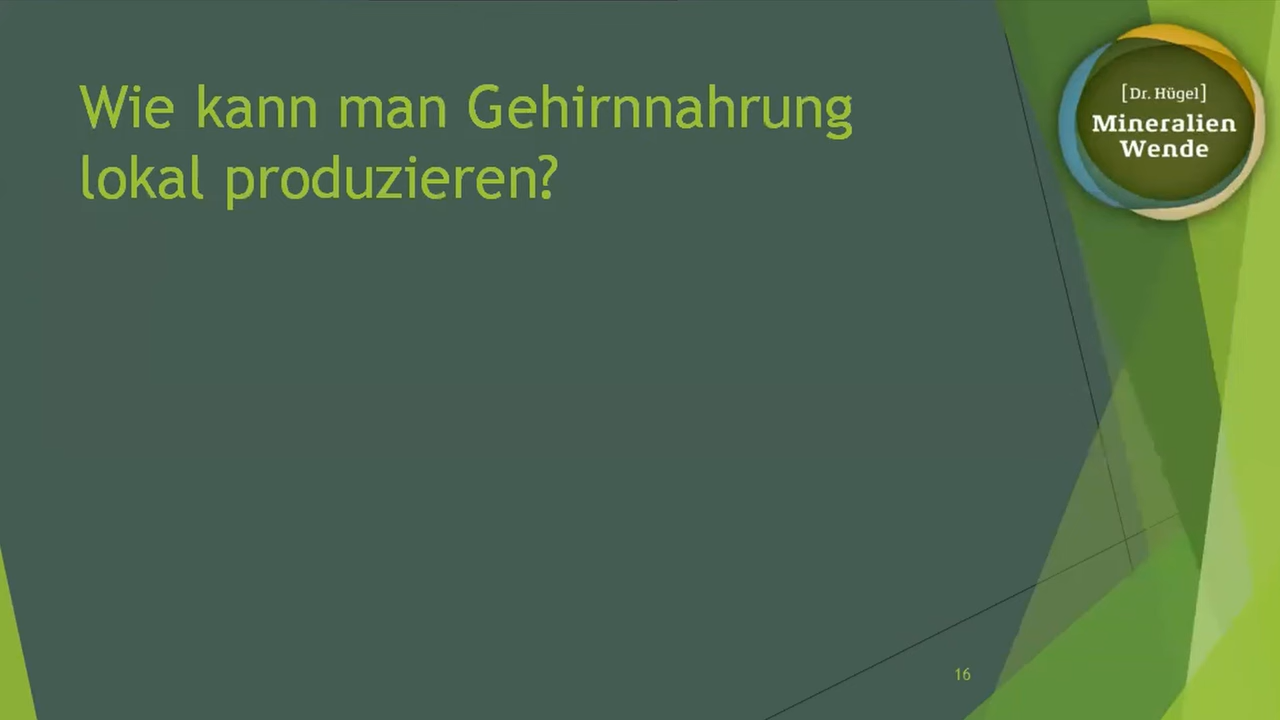 Wie kann man Gehirnnahrung
lokal produzieren?
[Dr. Hügel]
Mineralien
Wende
16